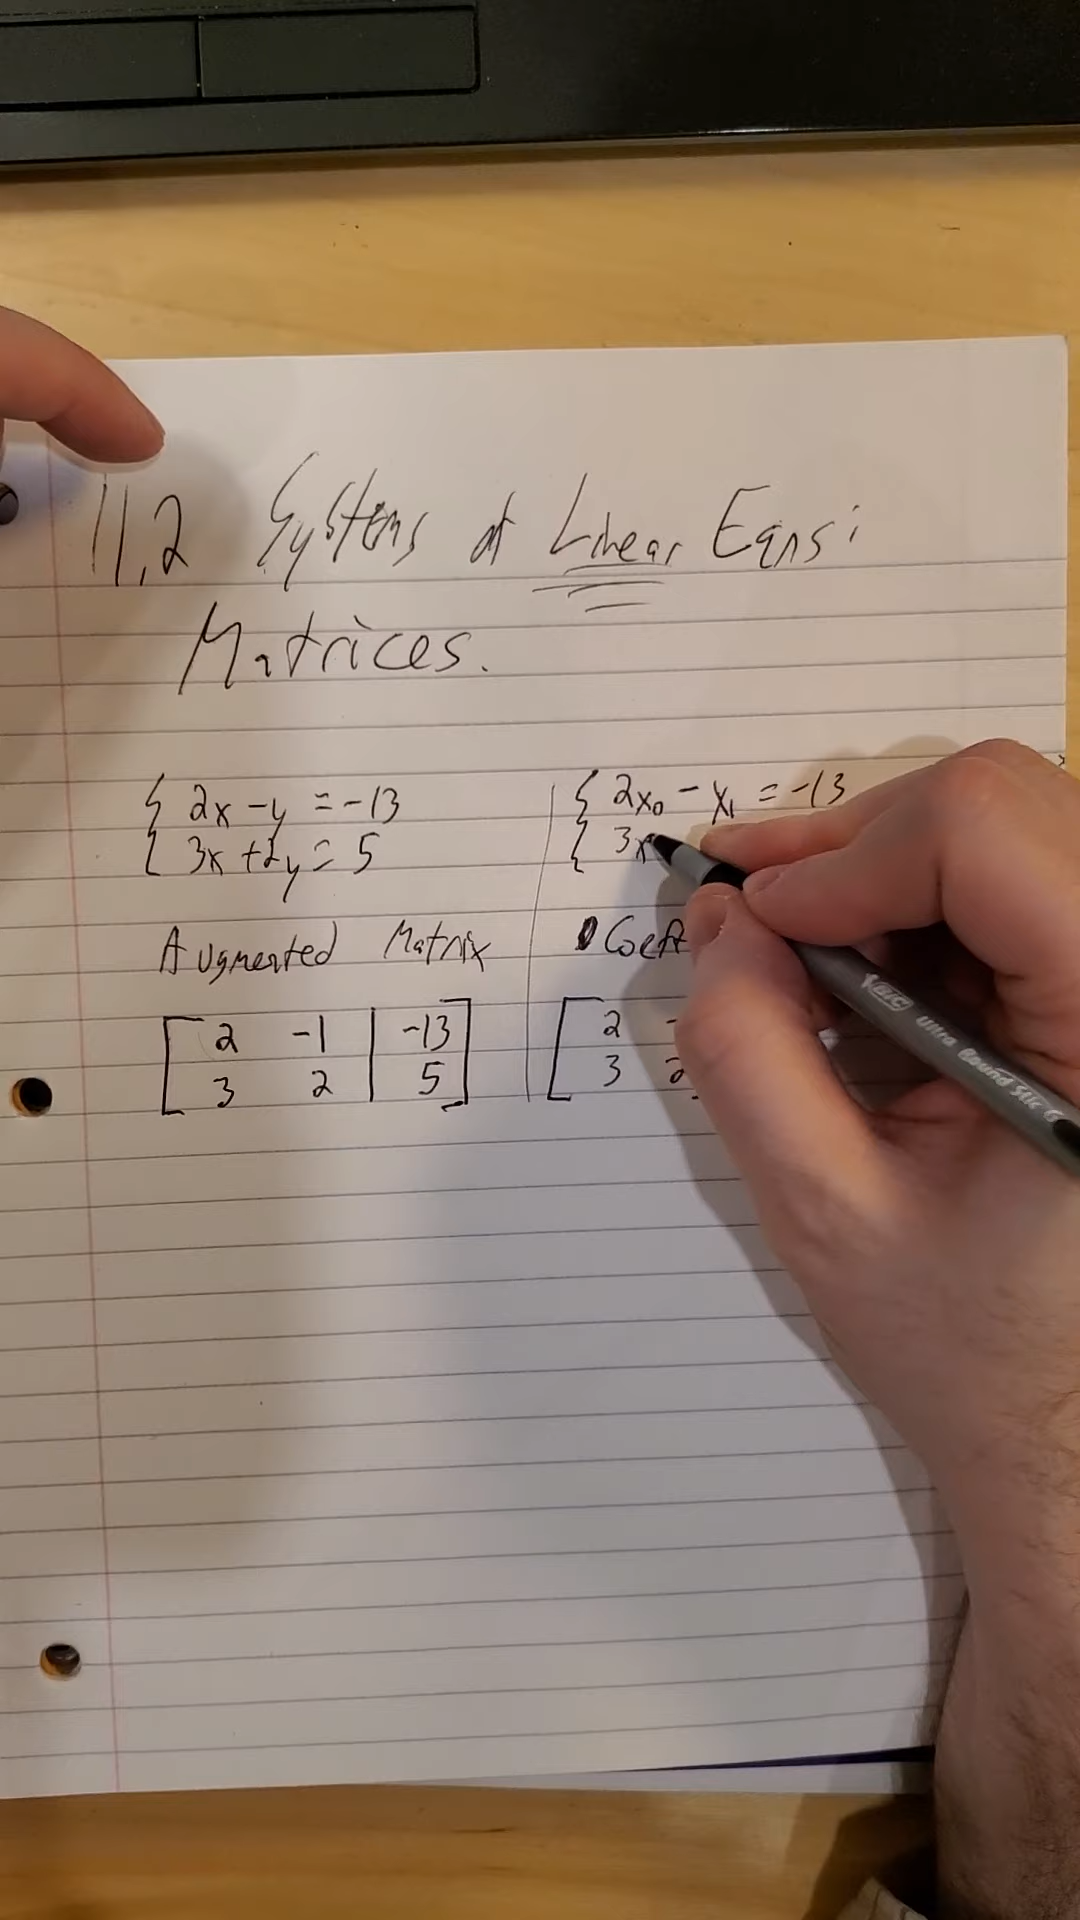 11.2 Systems of Linear Eqns:
Matrices.
2x - y = -13
3x + 2y = 5
2x₀ - x₁ = -13
3x
Augmented Matrix
Coeff
2 -1 | -13
3 2 | 5
2 -
3 2
BIC Ultra Round Stic G